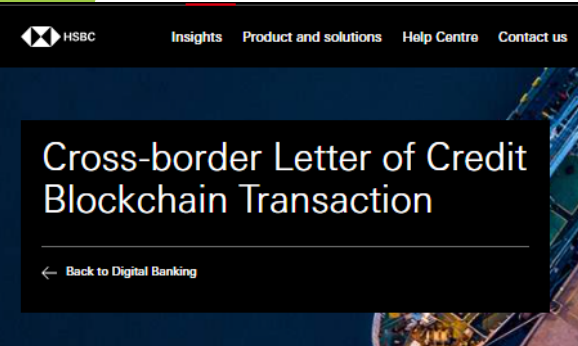 HSBC Insights Product and solutions Help Centre Contact us
Cross-border Letter of Credit
Blockchain Transaction
← Back to Digital Banking